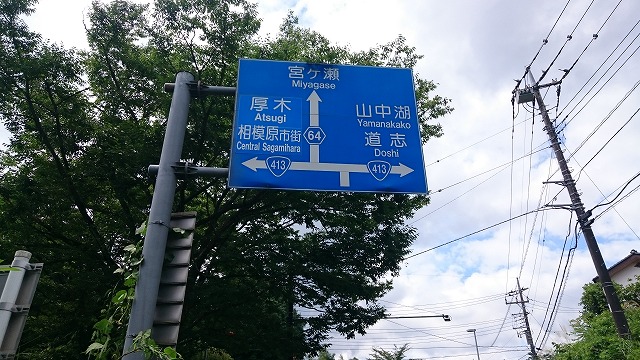 宮ヶ瀬
Miyagase
厚木
Atsugi
相模原市街
Central Sagamihara
山中湖
Yamanakako
道志
Doshi
64
413
413